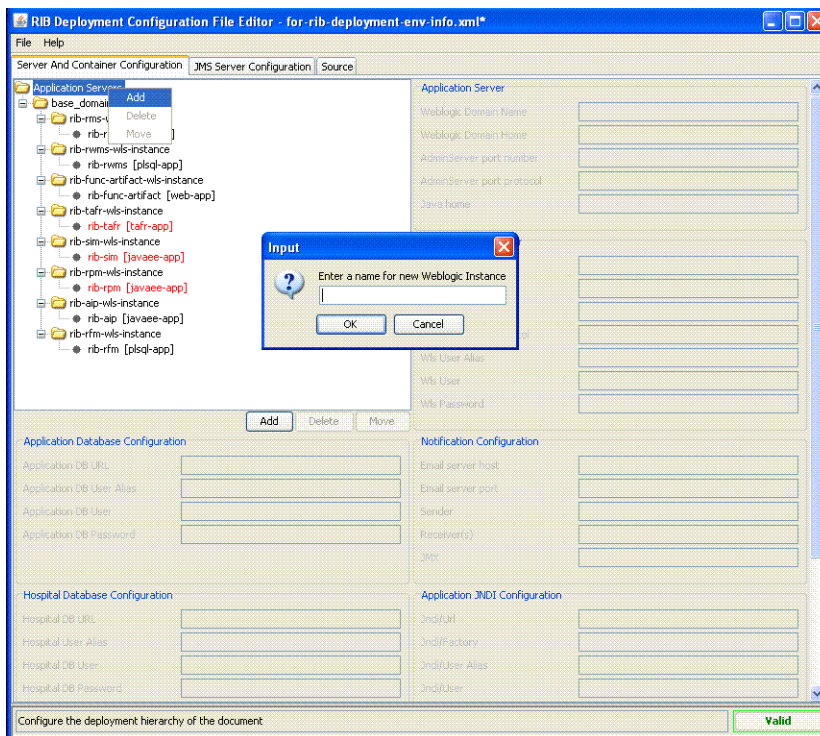 RIB Deployment Configuration File Editor - for-rib-deployment-env-info.xml*
File Help
Server And Container Configuration JMS Server Configuration Source
Application Servers
Add
Delete
Move
base_domain
rib-rms-
rib-r
]
rib-rwms-wls-instance
rib-rwms [plsql-app]
rib-func-artifact-wls-instance
rib-func-artifact [web-app]
rib-tafr-wls-instance
rib-tafr [tafr-app]
rib-sim-wls-instance
rib-sim [javaee-app]
rib-rpm-wls-instance
rib-rpm [javaee-app]
rib-aip-wls-instance
rib-aip [javaee-app]
rib-rfm-wls-instance
rib-rfm [plsql-app]
Add Delete Move
Application Server
Weblogic Domain Name
Weblogic Domain Home
AdminServer port number
AdminServer port protocol
Java home
Input
Enter a name for new Weblogic Instance
OK Cancel
Wls User Alias
Wls User
Wls Password
Application Database Configuration
Application DB URL
Application DB User Alias
Application DB User
Application DB Password
Notification Configuration
Email server host
Email server port
Sender
Receiver(s)
JMX
Hospital Database Configuration
Hospital DB URL
Hospital User Alias
Hospital DB User
Hospital DB Password
Application JNDI Configuration
Jndi/Url
Jndi/Factory
Jndi/User Alias
Jndi/User
Configure the deployment hierarchy of the document
Valid